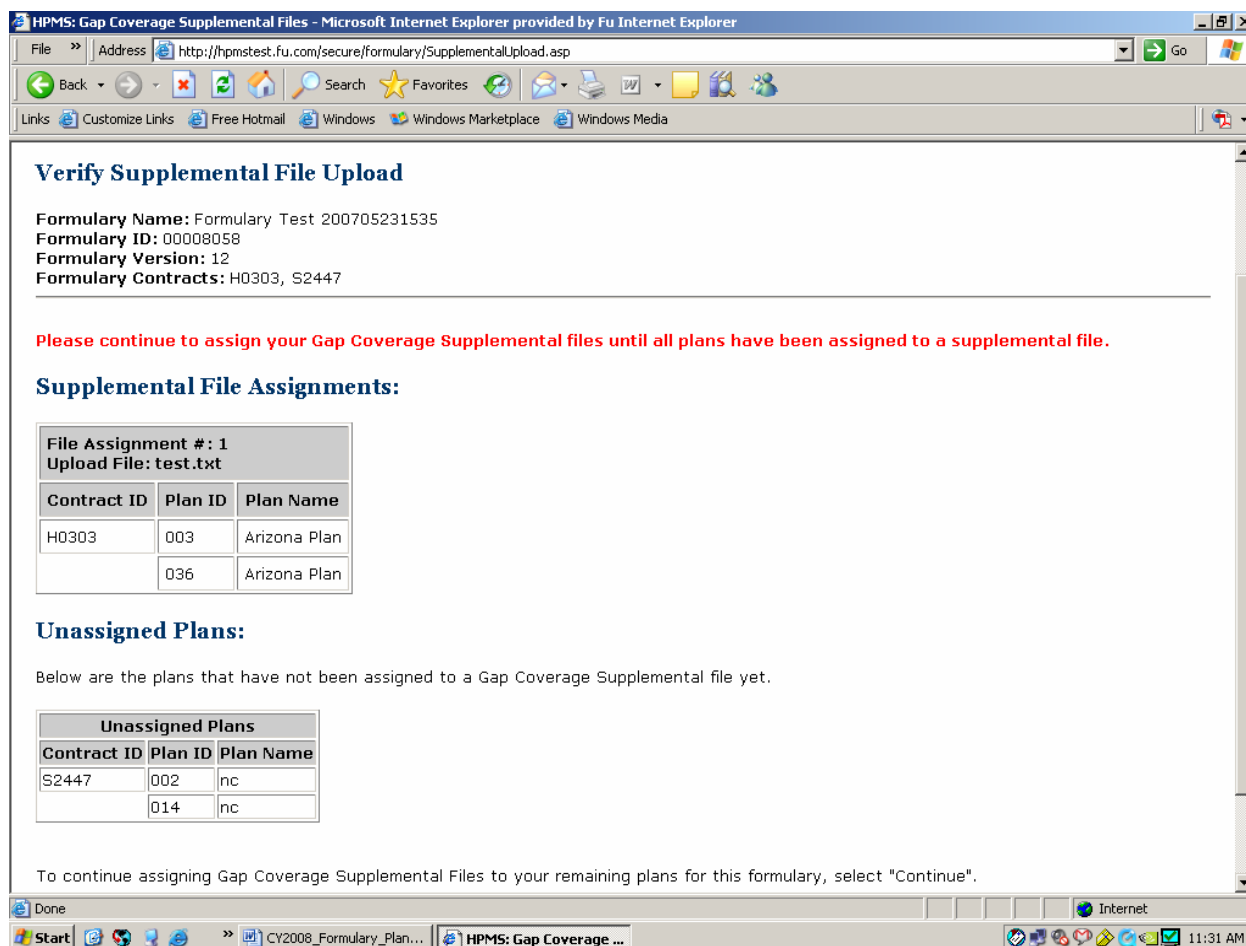 HPMS: Gap Coverage Supplemental Files - Microsoft Internet Explorer provided by Fu Internet Explorer
File » Address http://hpmstest.fu.com/secure/formulary/SupplementalUpload.asp Go
Back Search Favorites
Links Customize Links Free Hotmail Windows Windows Marketplace Windows Media
Verify Supplemental File Upload
Formulary Name: Formulary Test 200705231535
Formulary ID: 00008058
Formulary Version: 12
Formulary Contracts: H0303, S2447
Please continue to assign your Gap Coverage Supplemental files until all plans have been assigned to a supplemental file.
Supplemental File Assignments:
File Assignment #: 1
Upload File: test.txt
Contract ID Plan ID Plan Name
H0303 003 Arizona Plan
036 Arizona Plan
Unassigned Plans:
Below are the plans that have not been assigned to a Gap Coverage Supplemental file yet.
Unassigned Plans
Contract ID Plan ID Plan Name
S2447 002 nc
014 nc
To continue assigning Gap Coverage Supplemental Files to your remaining plans for this formulary, select "Continue".
Done Internet
Start » CY2008_Formulary_Plan... HPMS: Gap Coverage ... 11:31 AM